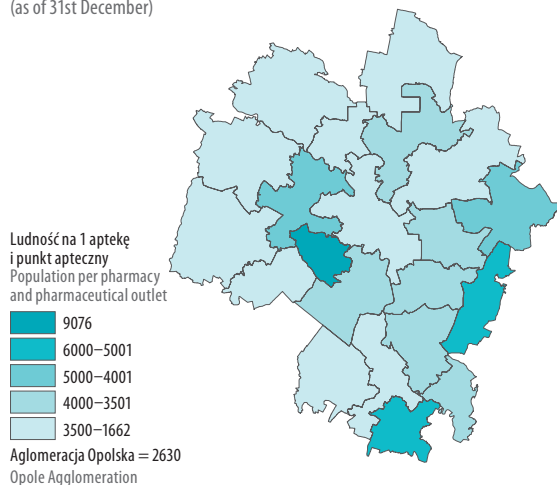 (as of 31st December)
Ludność na 1 aptekę
i punkt apteczny
Population per pharmacy
and pharmaceutical outlet
9076
6000–5001
5000–4001
4000–3501
3500–1662
Aglomeracja Opolska = 2630
Opole Agglomeration